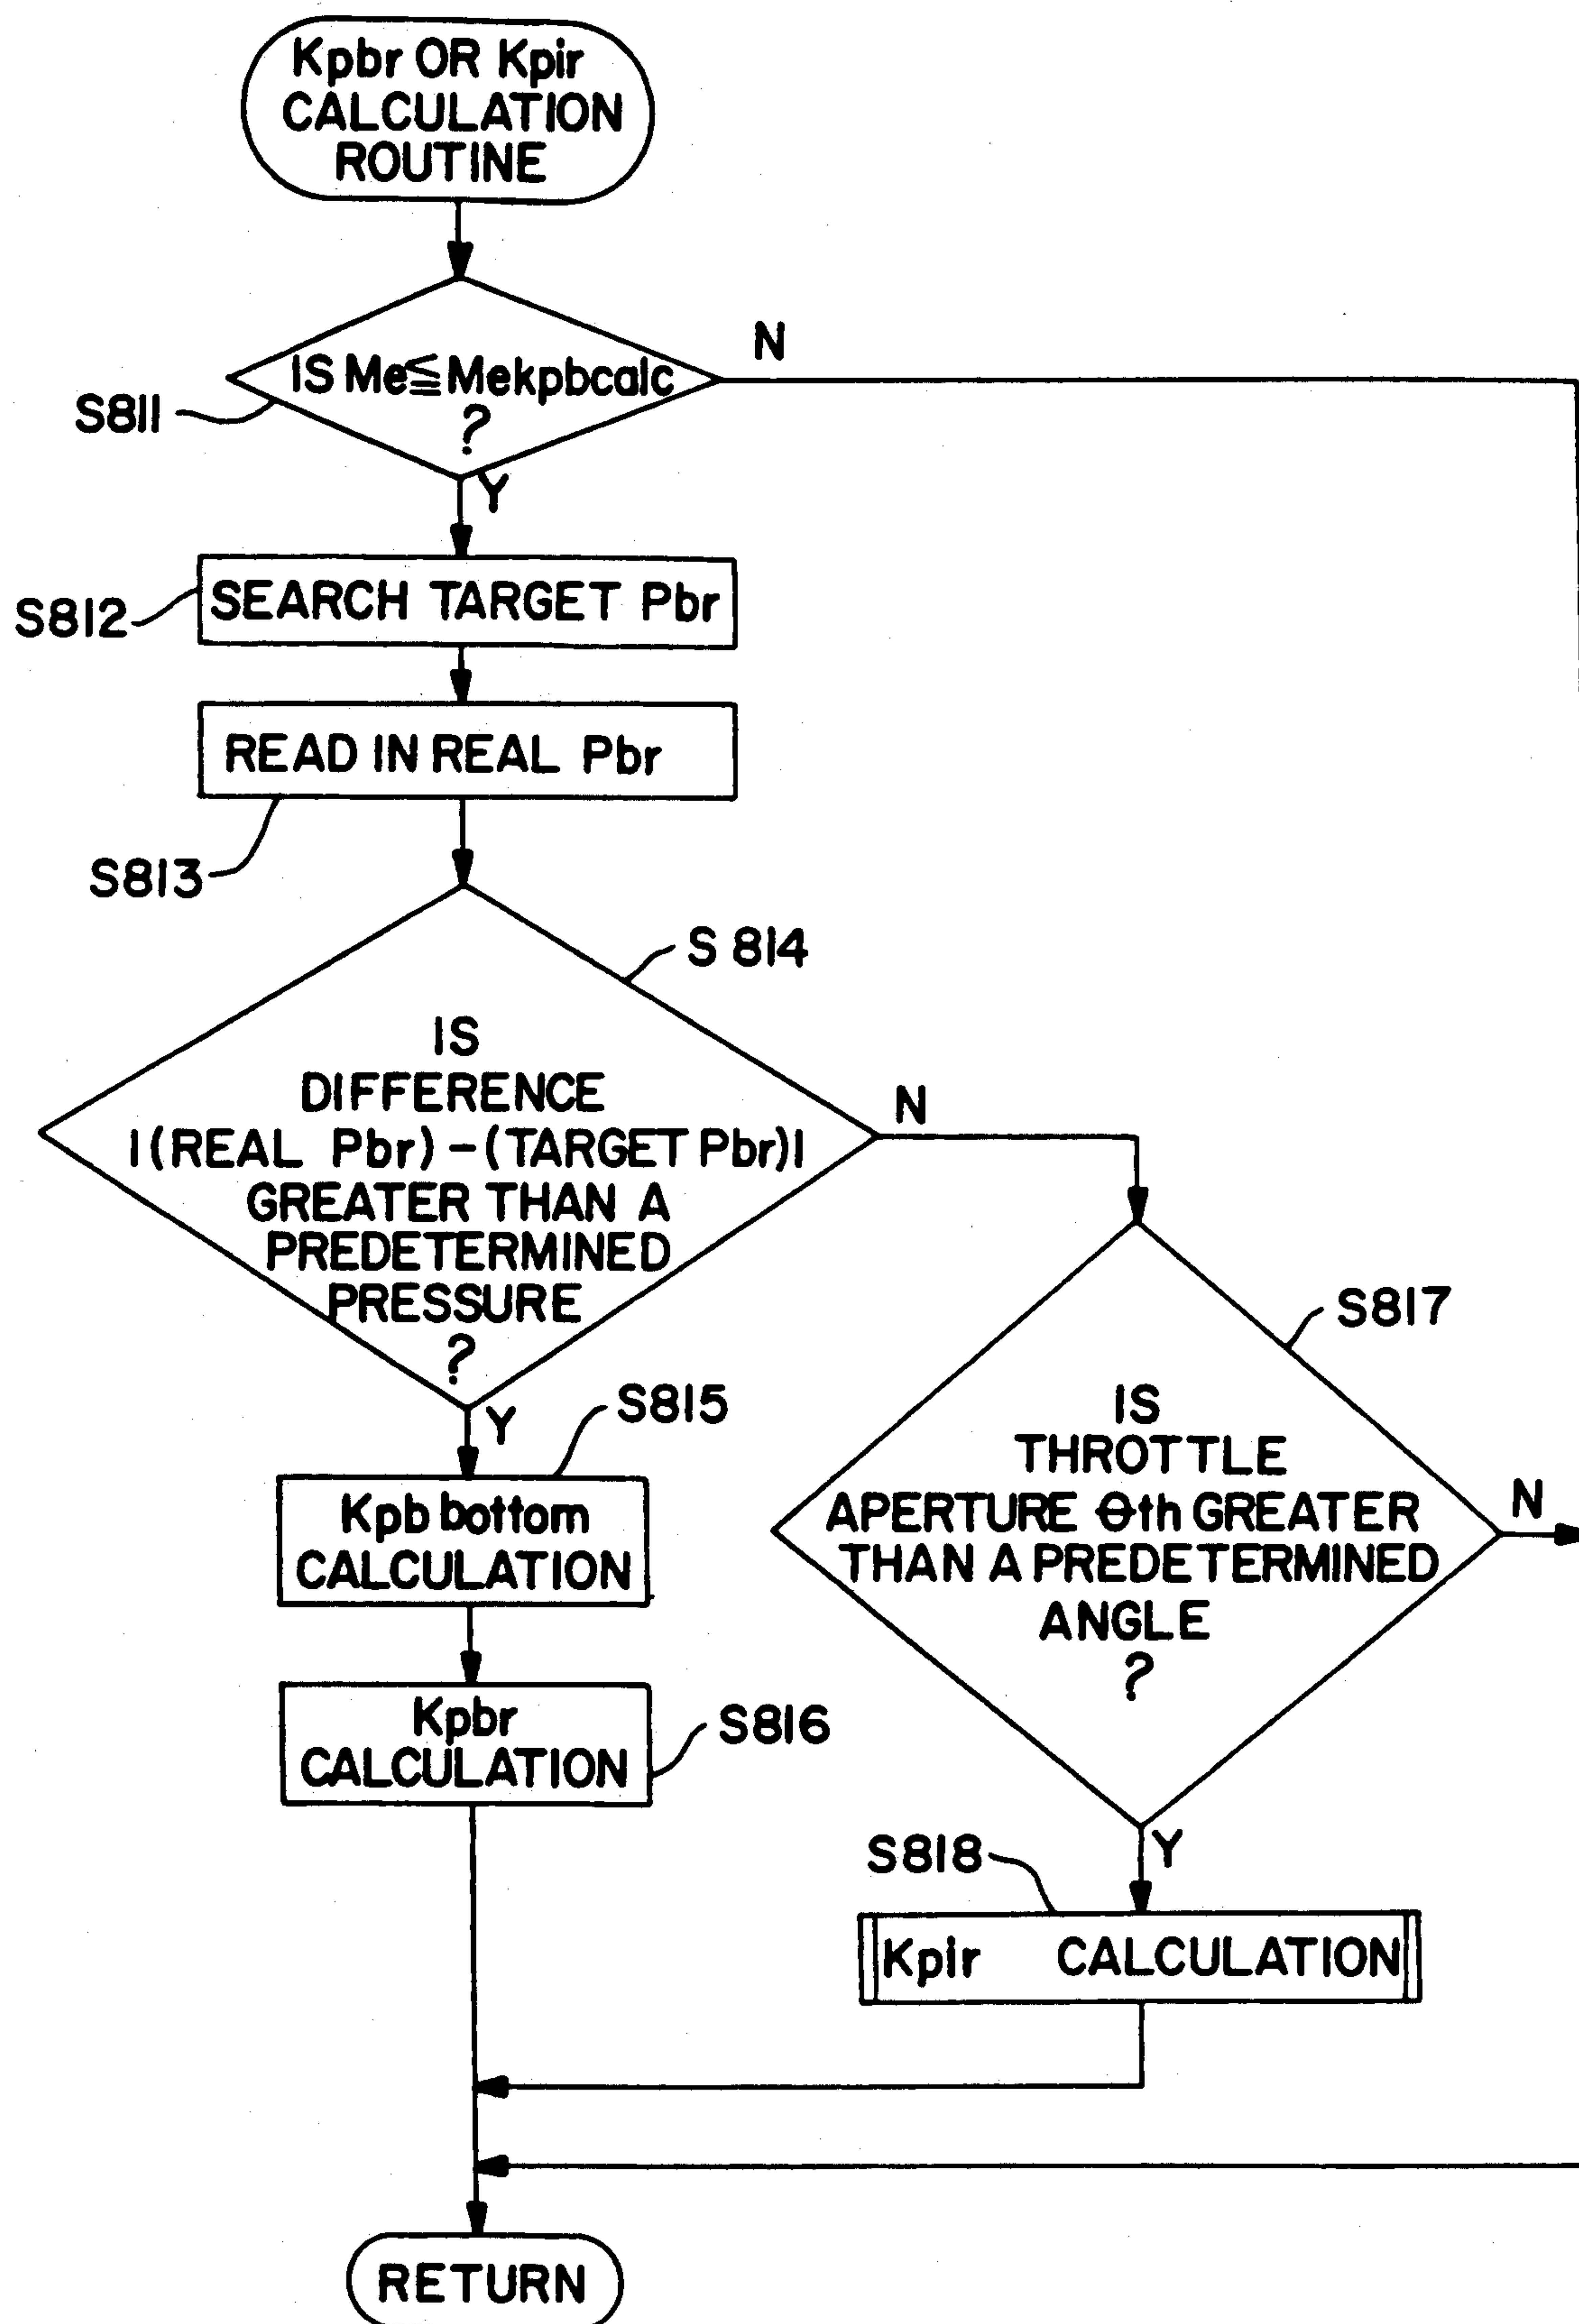 Kpbr OR Kpir
CALCULATION
ROUTINE
IS Me≦Mekpbcalc
?
N
S811
Y
SEARCH TARGET Pbr
S812
READ IN REAL Pbr
S813
S 814
IS
DIFFERENCE
|(REAL Pbr) - (TARGET Pbr)|
GREATER THAN A
PREDETERMINED
PRESSURE
?
N
Y
S815
Kpb bottom
CALCULATION
Kpbr
CALCULATION
S816
S817
IS
THROTTLE
APERTURE θth GREATER
THAN A PREDETERMINED
ANGLE
?
N
Y
S818
Kpir CALCULATION
RETURN